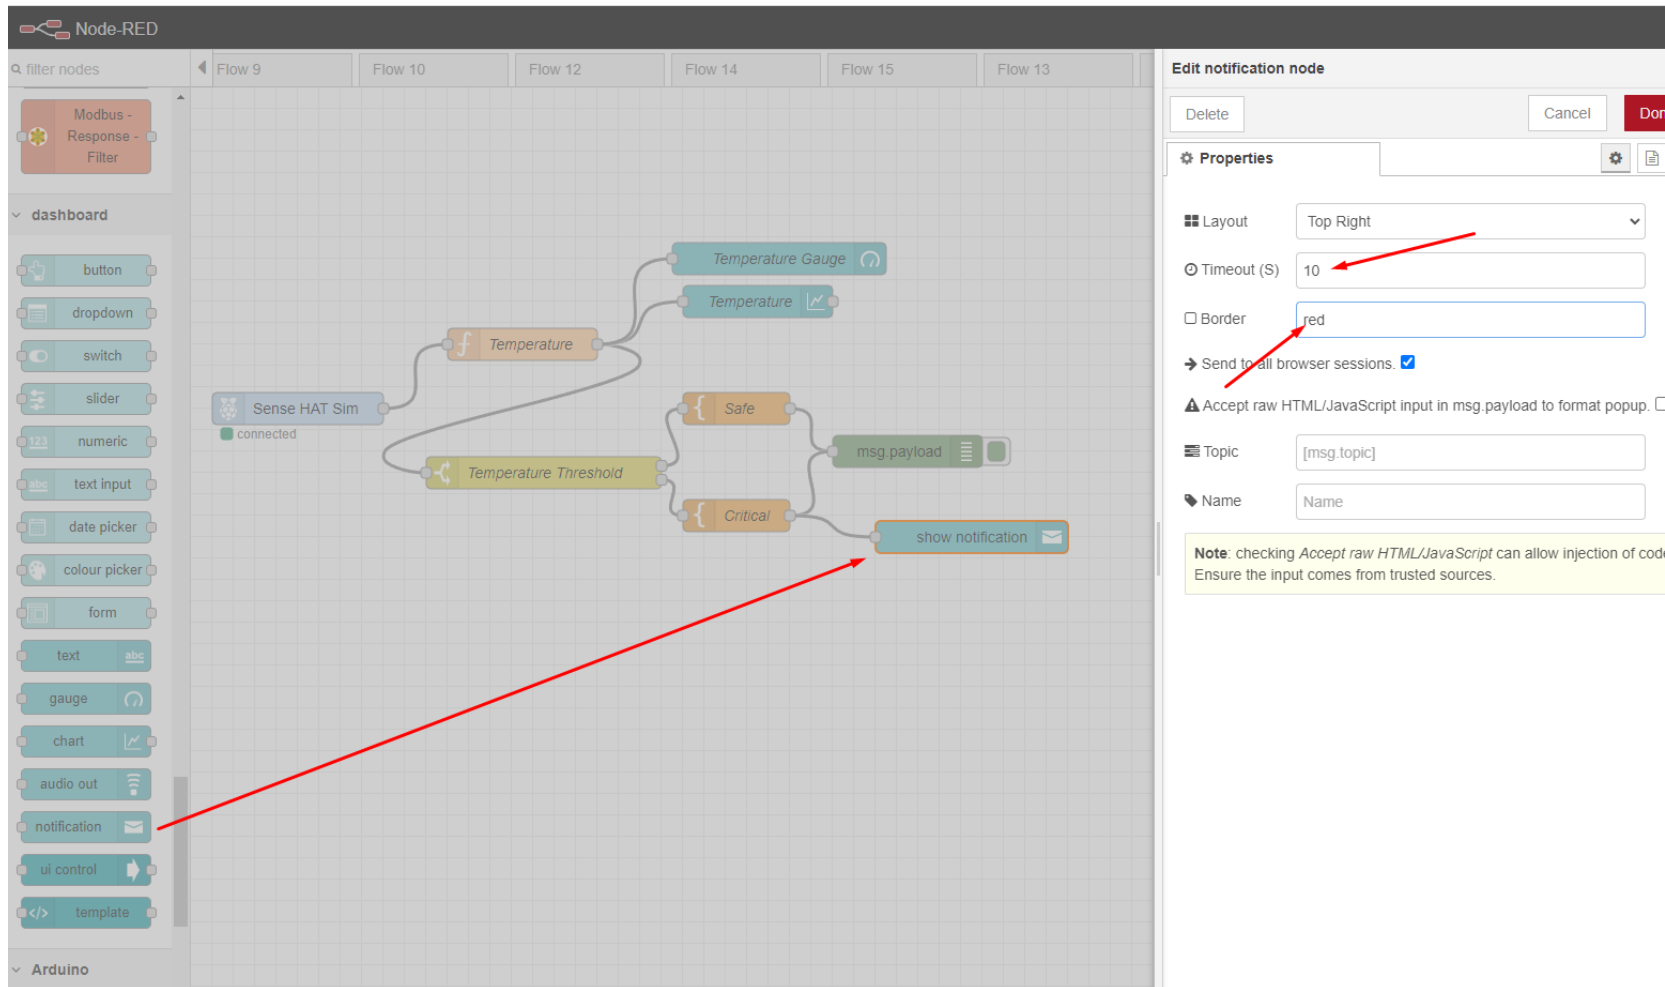 Node-RED
filter nodes
Flow 9
Flow 10
Flow 12
Flow 14
Flow 15
Flow 13
Modbus -
Response -
Filter
dashboard
button
dropdown
switch
slider
123
numeric
abc
text input
date picker
colour picker
form
text
abc
gauge
chart
audio out
notification
ui control
</>
template
Arduino
Temperature Gauge
Temperature
Temperature
Sense HAT Sim
connected
Safe
msg.payload
Temperature Threshold
Critical
show notification
Edit notification node
Delete
Cancel
Don
Properties
Layout
Top Right
Timeout (S)
10
Border
red
Send to all browser sessions.
Accept raw HTML/JavaScript input in msg.payload to format popup.
Topic
[msg.topic]
Name
Name
Note: checking Accept raw HTML/JavaScript can allow injection of code
Ensure the input comes from trusted sources.